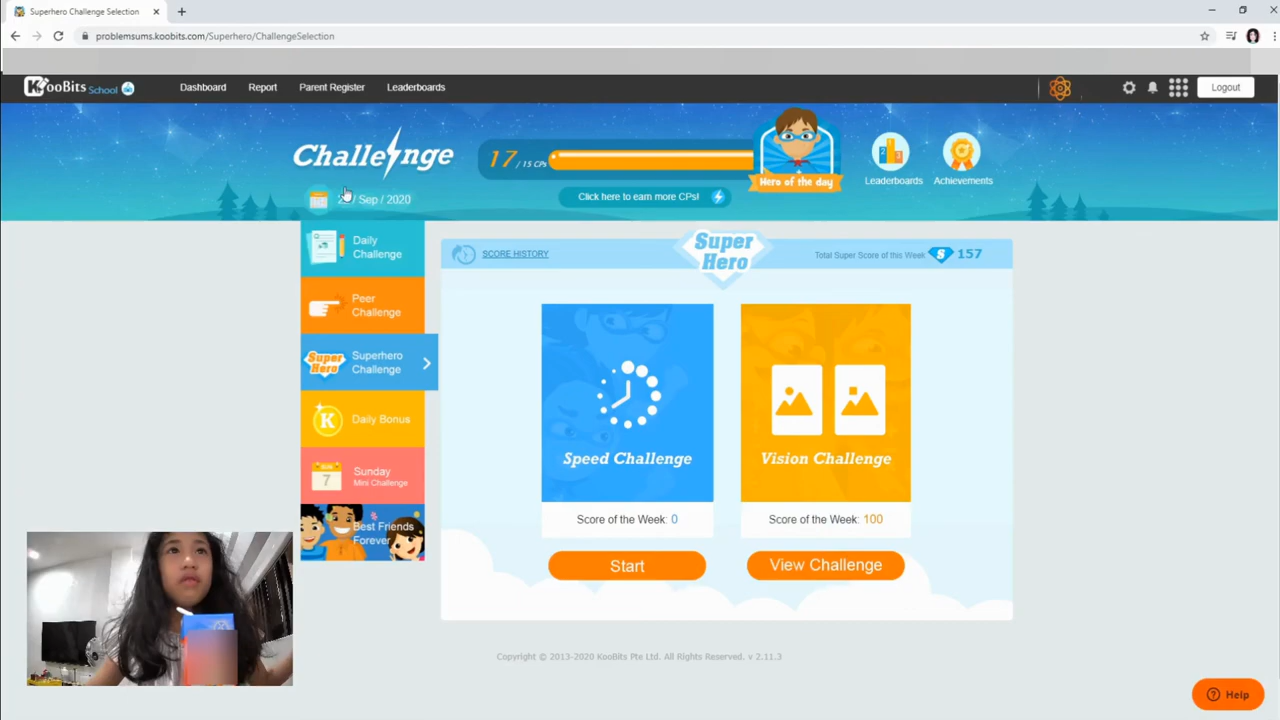 Superhero Challenge Selection
problemsums.koobits.com/Superhero/ChallengeSelection
KooBits School
Dashboard
Report
Parent Register
Leaderboards
Logout
Challenge
17 / 15 CPs
Hero of the day
Leaderboards
Achievements
Click here to earn more CPs!
Sep / 2020
Daily Challenge
Peer Challenge
Super Hero
Superhero Challenge
K
Daily Bonus
7
Sunday
Mini Challenge
Best Friends Forever
SCORE HISTORY
Super Hero
Total Super Score of this Week
S
157
Speed Challenge
Score of the Week: 0
Start
Vision Challenge
Score of the Week: 100
View Challenge
Copyright © 2013-2020 KooBits Pte Ltd. All Rights Reserved. v 2.11.3
Help